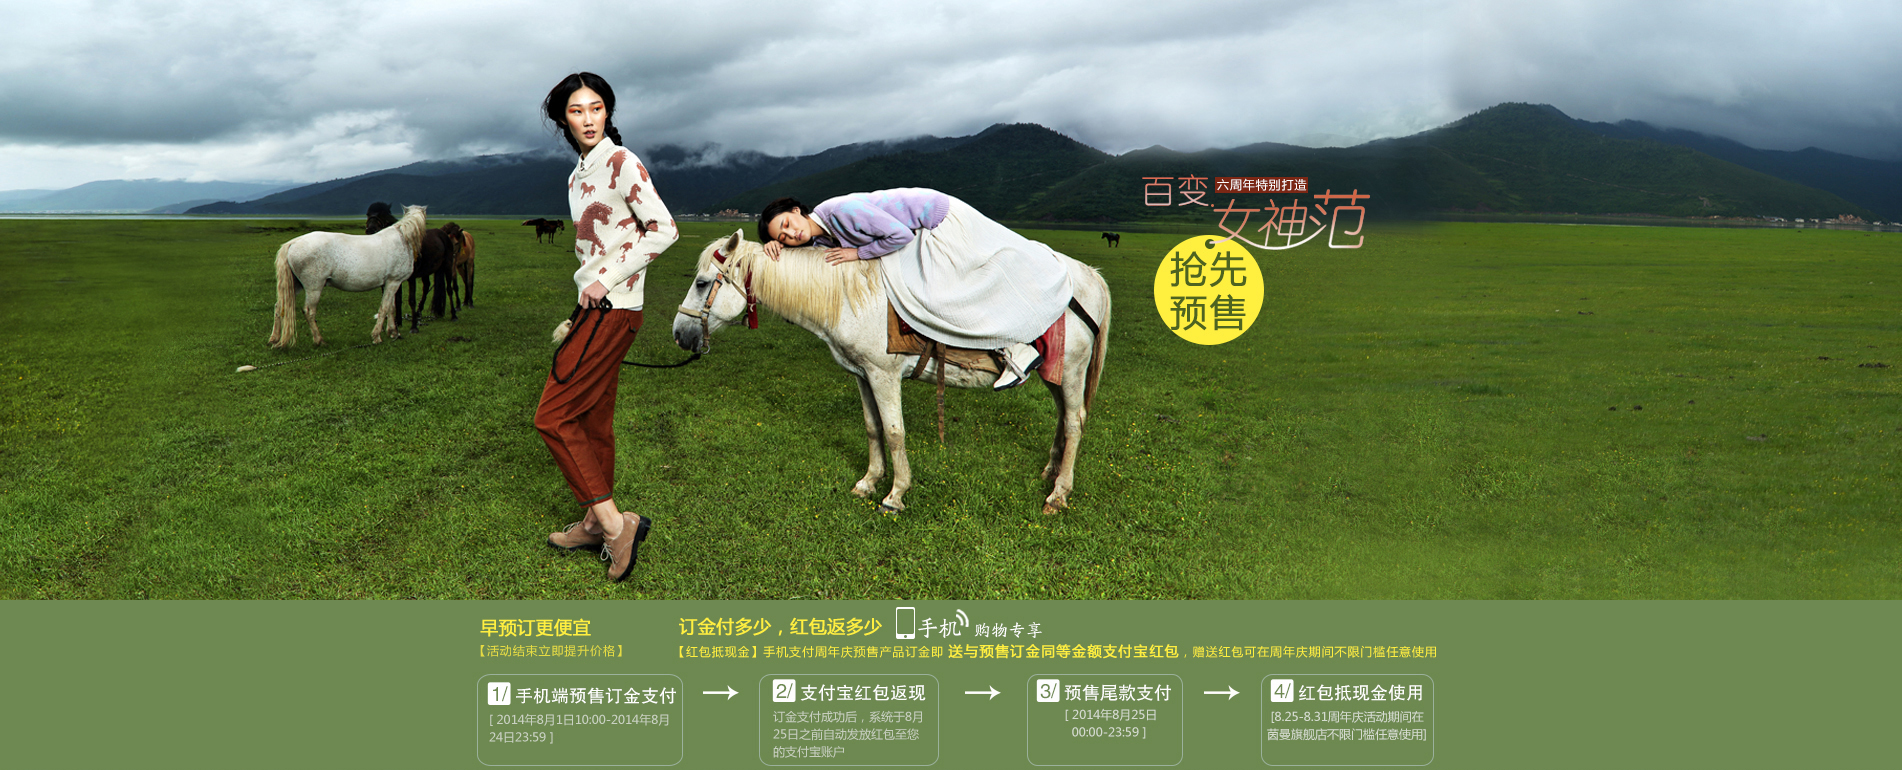 百变
六周年特别打造
女神范
抢先
预售
早预订更便宜
【活动结束立即提升价格】
订金付多少，红包返多少 手机 购物专享
【红包抵现金】手机支付周年庆预售产品订金即 送与预售订金同等金额支付宝红包，赠送红包可在周年庆期间不限门槛任意使用
1/ 手机端预售订金支付
[ 2014年8月1日10:00-2014年8月
24日23:59 ]
2/ 支付宝红包返现
订金支付成功后，系统于8月
25日之前自动发放红包至您
的支付宝账户
3/ 预售尾款支付
[ 2014年8月25日
00:00-23:59 ]
4/ 红包抵现金使用
[8.25-8.31周年庆活动期间在
茵曼旗舰店不限门槛任意使用]